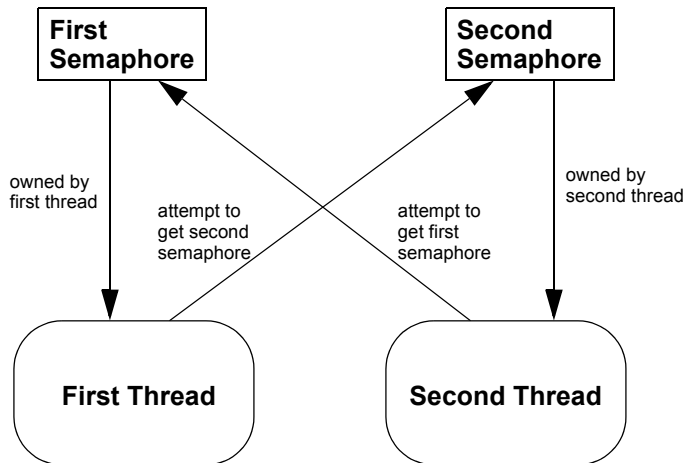 First
Semaphore
Second
Semaphore
owned by
first thread
attempt to
get second
semaphore
attempt to
get first
semaphore
owned by
second thread
First Thread
Second Thread